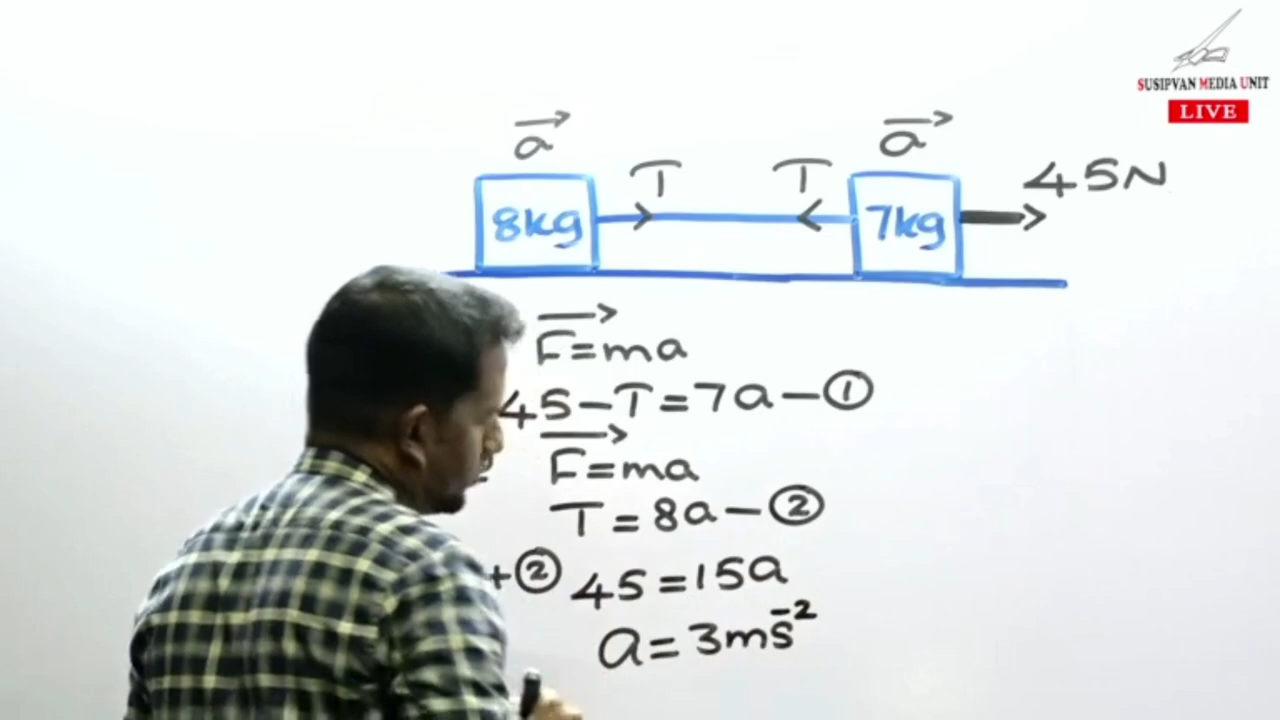 SUSIPVAN MEDIA UNIT
LIVE
a a
T T 45N
8kg 7kg
F=ma
45-T=7a-①
F=ma
T=8a-②
+② 45=15a
a=3ms⁻²